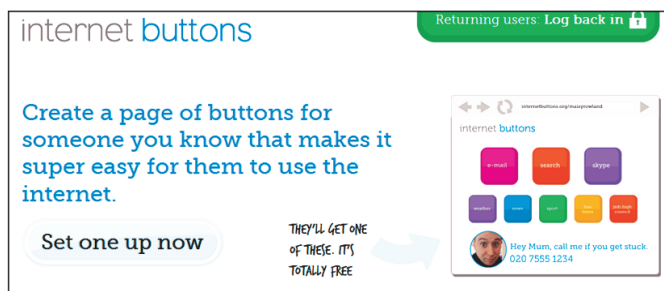 internet buttons
Returning users: Log back in
Create a page of buttons for
someone you know that makes it
super easy for them to use the
internet.
Set one up now
THEY'LL GET ONE
OF THESE. IT'S
TOTALLY FREE
internetbuttons.org/maisyrowland
internet buttons
e-mail search skype
weather news sport
Hey Mum, call me if you get stuck.
020 7555 1234